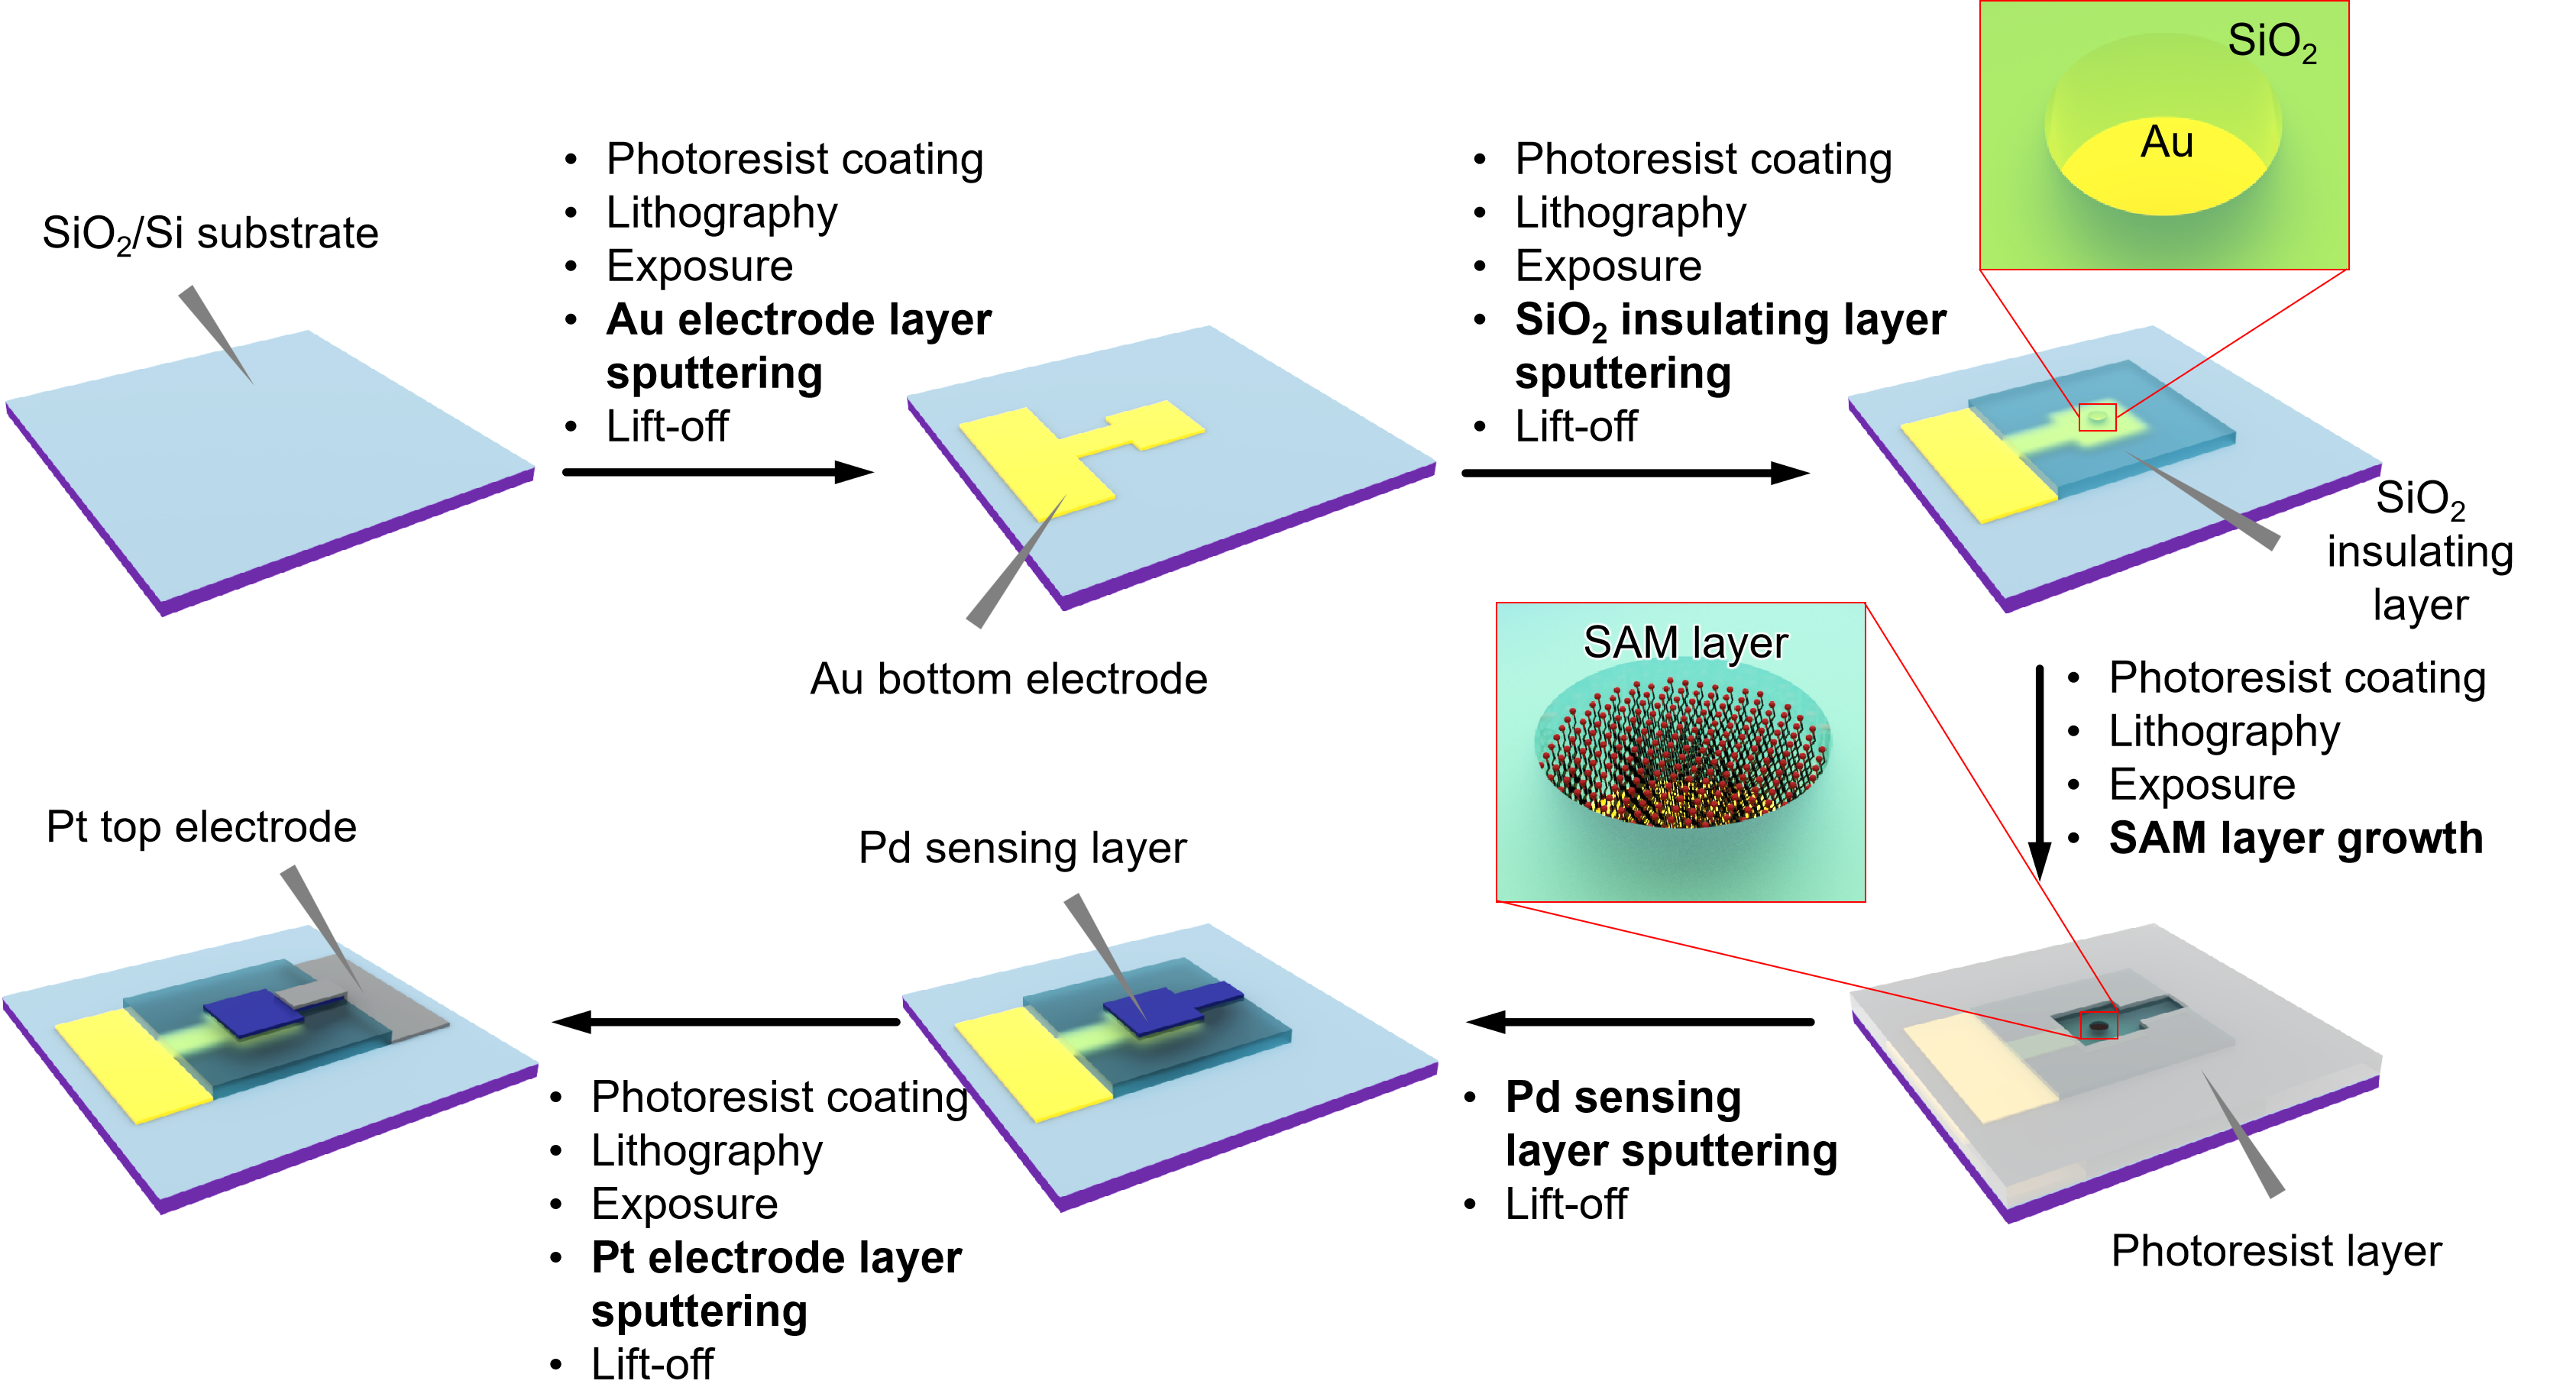 SiO₂/Si substrate
• Photoresist coating
• Lithography
• Exposure
• Au electrode layer
sputtering
• Lift-off
Au bottom electrode
• Photoresist coating
• Lithography
• Exposure
• SiO₂ insulating layer
sputtering
• Lift-off
SiO₂
Au
SiO₂
insulating
layer
• Photoresist coating
• Lithography
• Exposure
• SAM layer growth
SAM layer
Photoresist layer
• Pd sensing
layer sputtering
• Lift-off
Pd sensing layer
• Photoresist coating
• Lithography
• Exposure
• Pt electrode layer
sputtering
• Lift-off
Pt top electrode